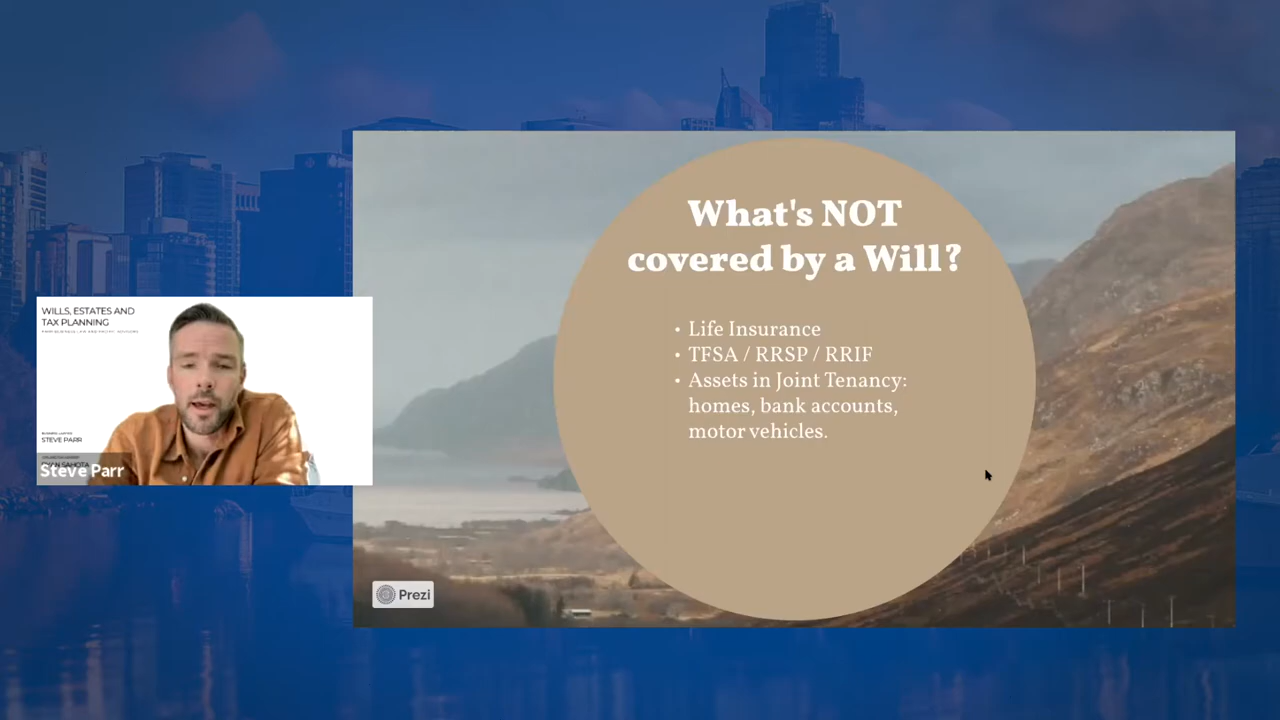 What's NOT
covered by a Will?
• Life Insurance
• TFSA / RRSP / RRIF
• Assets in Joint Tenancy:
homes, bank accounts,
motor vehicles.
WILLS, ESTATES AND
TAX PLANNING
STEVE PARR
Steve Parr
Prezi